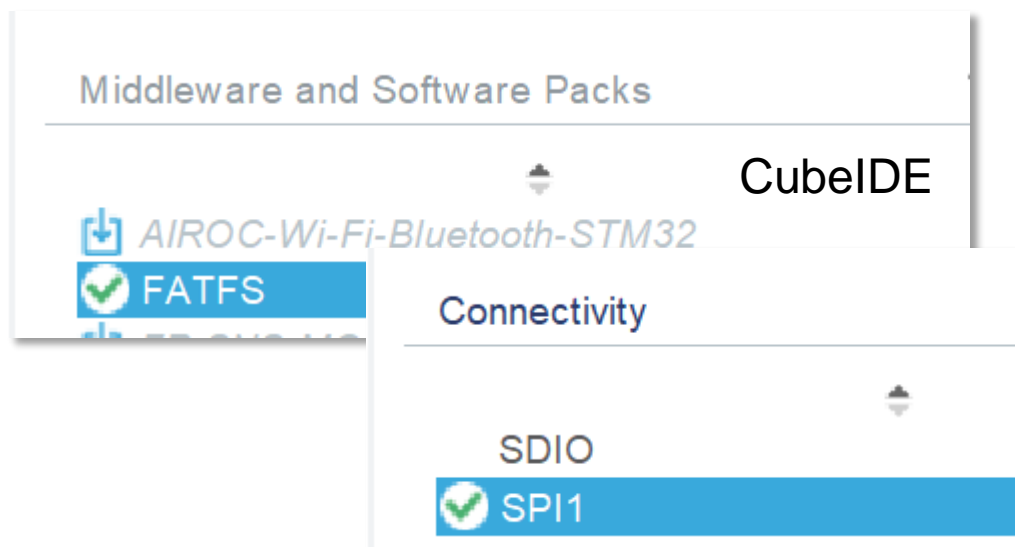 Middleware and Software Packs
CubeIDE
AIROC-Wi-Fi-Bluetooth-STM32
FATFS
Connectivity
SDIO
SPI1